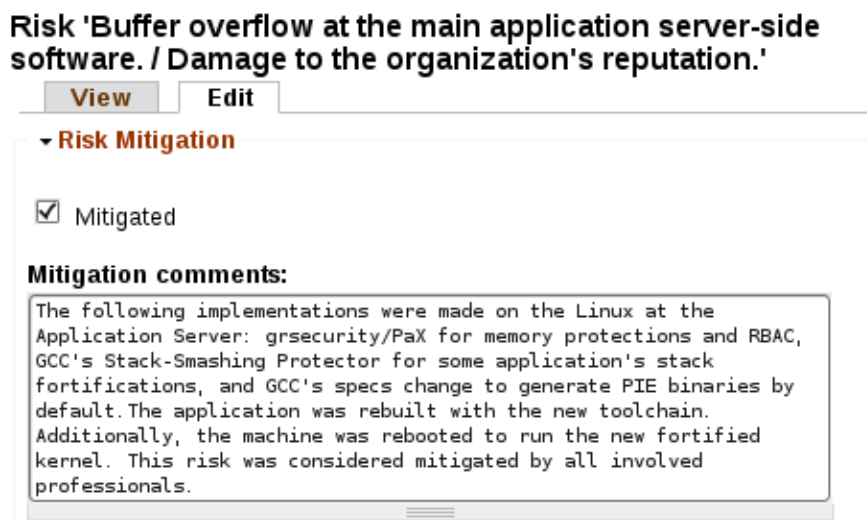 Risk 'Buffer overflow at the main application server-side
software. / Damage to the organization's reputation.'
View Edit
Risk Mitigation
Mitigated
Mitigation comments:
The following implementations were made on the Linux at the
Application Server: grsecurity/PaX for memory protections and RBAC,
GCC's Stack-Smashing Protector for some application's stack
fortifications, and GCC's specs change to generate PIE binaries by
default. The application was rebuilt with the new toolchain.
Additionally, the machine was rebooted to run the new fortified
kernel. This risk was considered mitigated by all involved
professionals.